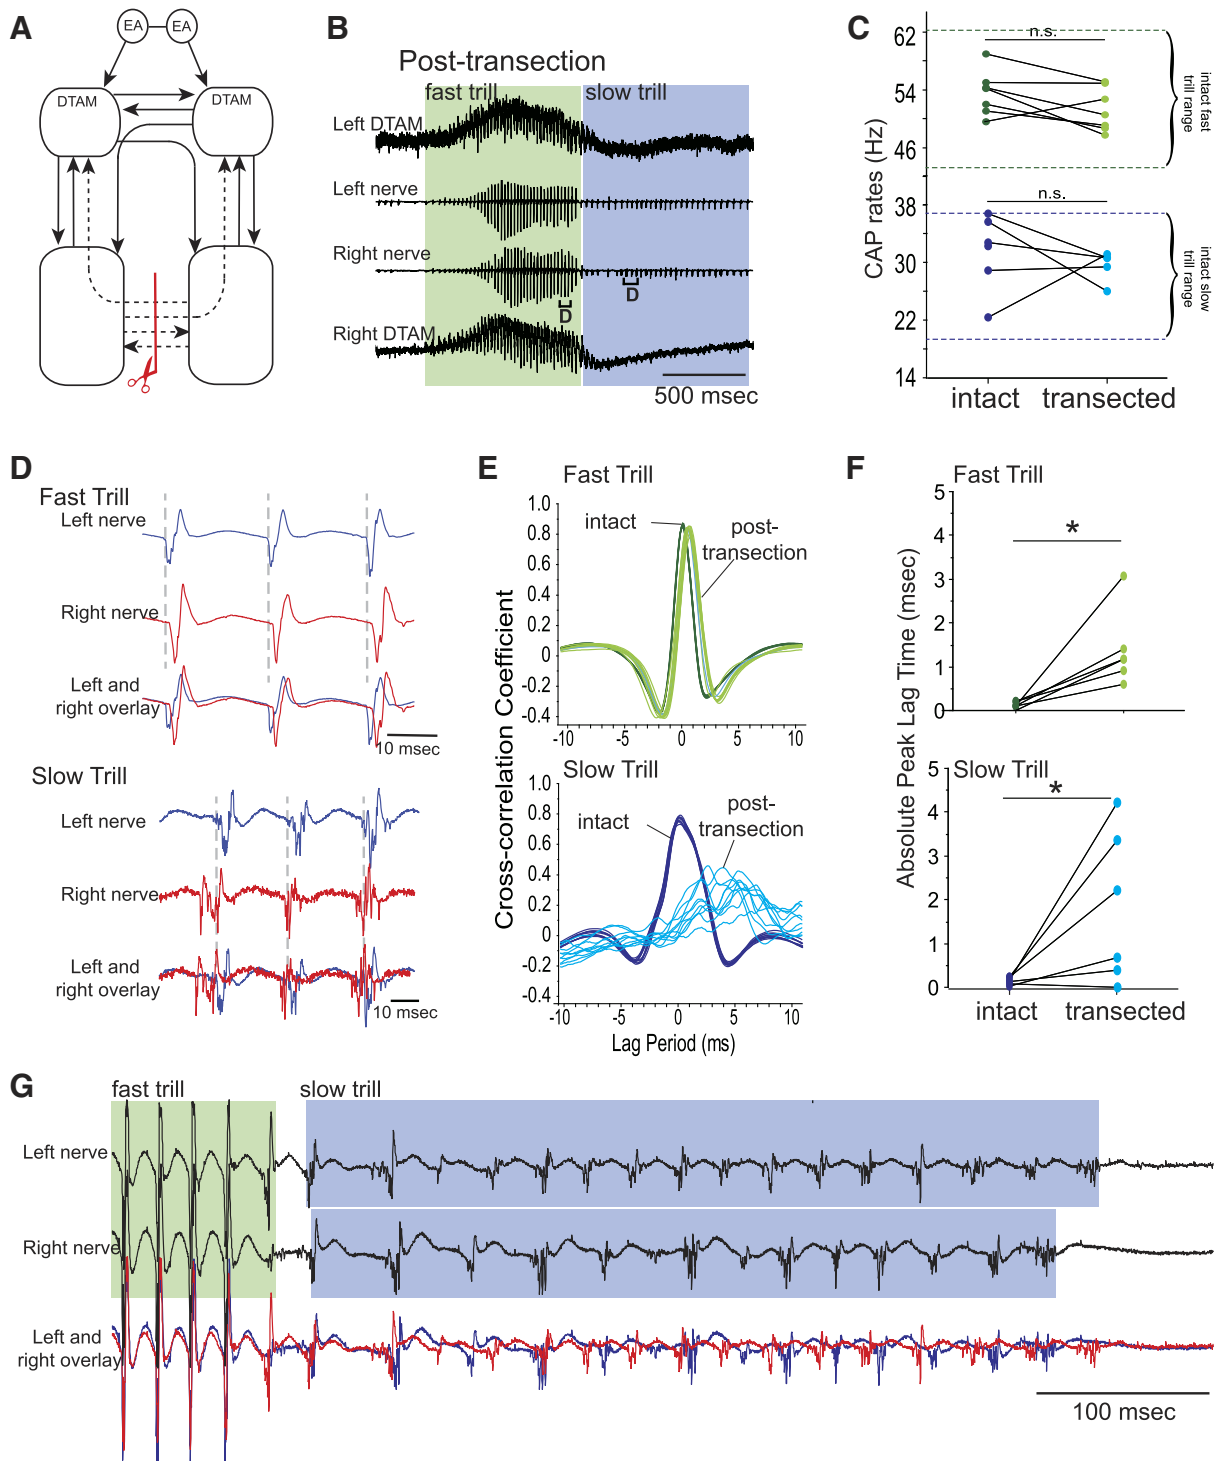 A
EA
EA
DTAM
DTAM
B
Post-transection
fast trill
slow trill
Left DTAM
Left nerve
Right nerve
D
D
Right DTAM
500 msec
C
CAP rates (Hz)
62
54
46
38
30
22
14
n.s.
n.s.
intact fast
trill range
intact slow
trill range
intact
transected
D
Fast Trill
Left nerve
Right nerve
Left and
right overlay
10 msec
Slow Trill
Left nerve
Right nerve
Left and
right overlay
10 msec
E
Fast Trill
Cross-correlation Coefficient
1.0
0.8
0.6
0.4
0.2
0
-0.2
-0.4
intact
post-
transection
-10
-5
0
5
10
Slow Trill
1.0
0.8
0.6
0.4
0.2
0
-0.2
-0.4
intact
post-
transection
-10
-5
0
5
10
Lag Period (ms)
F
Fast Trill
Absolute Peak Lag Time (msec)
5
4
3
2
1
0
*
Slow Trill
5
4
3
2
1
0
*
intact
transected
G
fast trill
slow trill
Left nerve
Right nerve
Left and
right overlay
100 msec